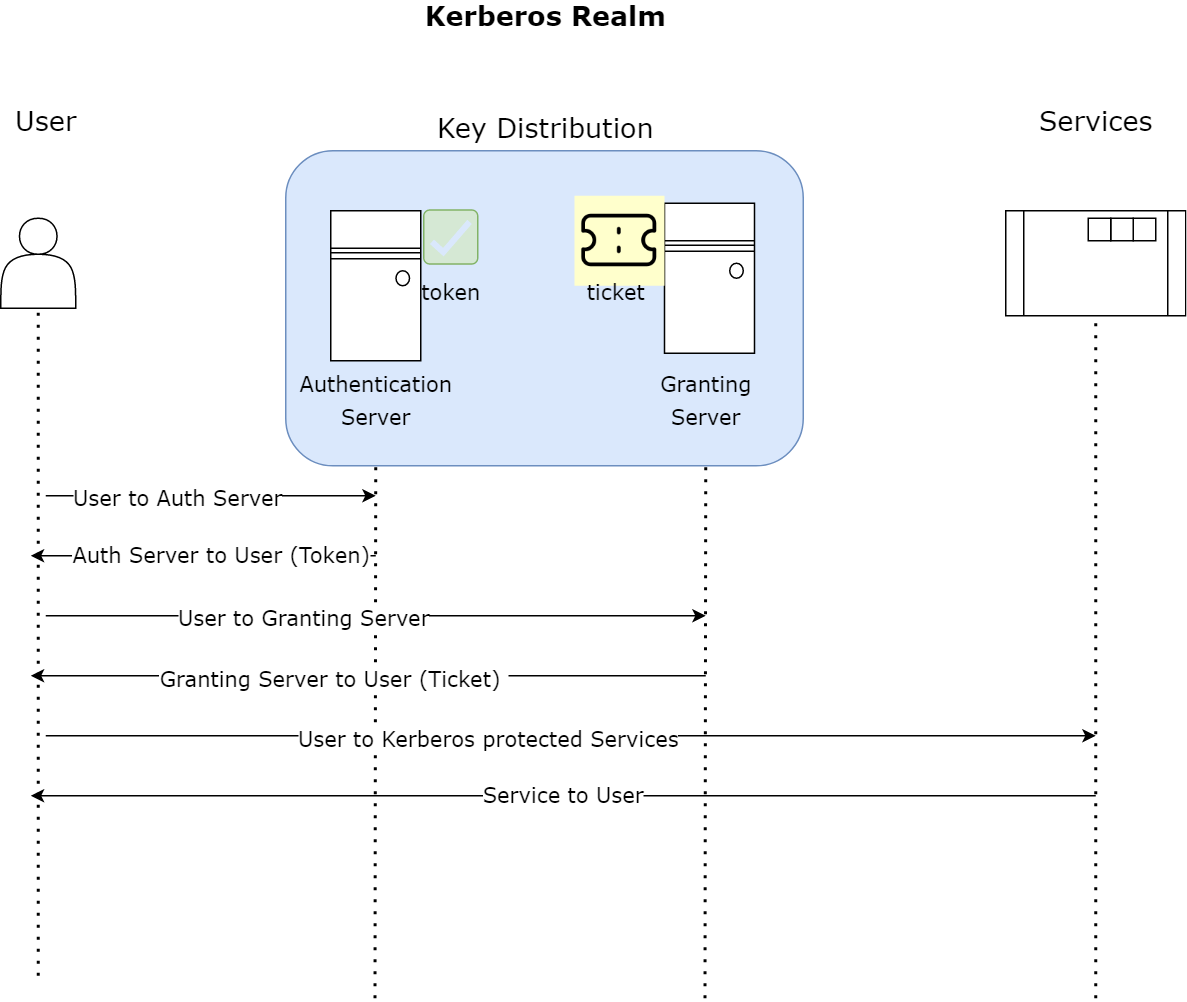 Kerberos Realm
User
Key Distribution
Services
token
ticket
Authentication
Server
Granting
Server
User to Auth Server
Auth Server to User (Token)
User to Granting Server
Granting Server to User (Ticket)
User to Kerberos protected Services
Service to User